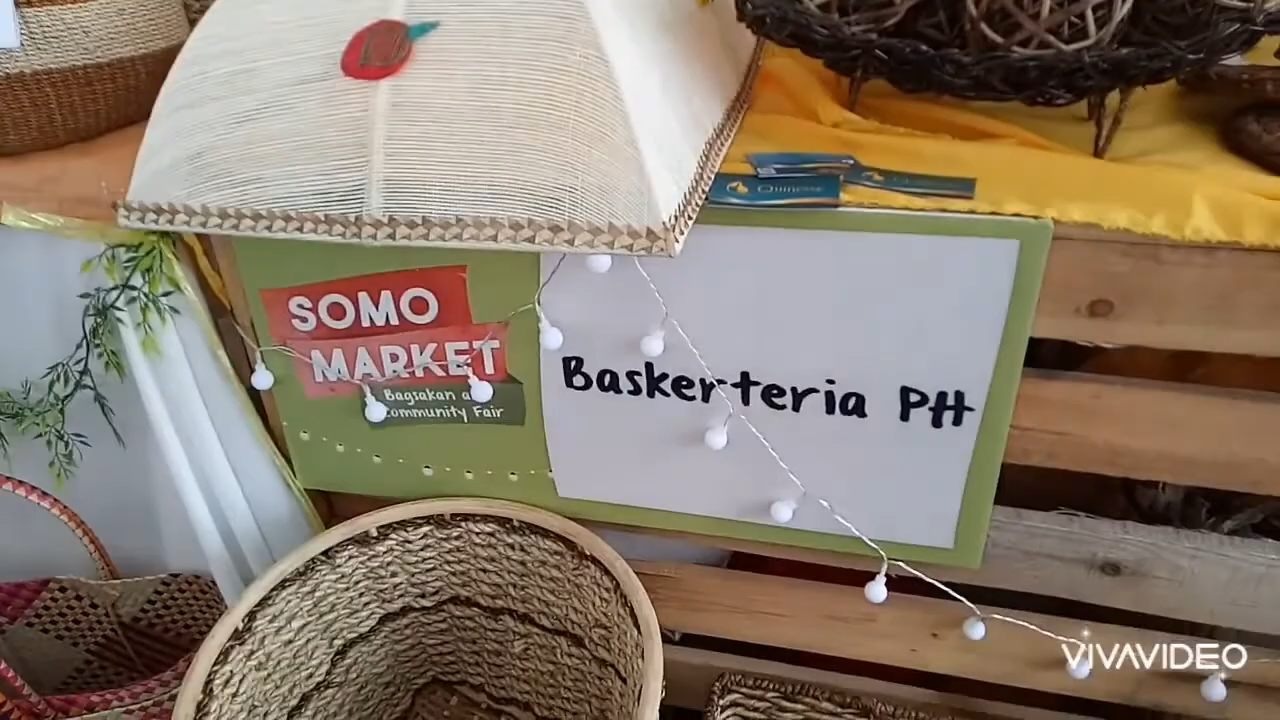 SOMO
MARKET
Bagsakan
Community Fair
Baskerteria PH
VIVAVIDEO